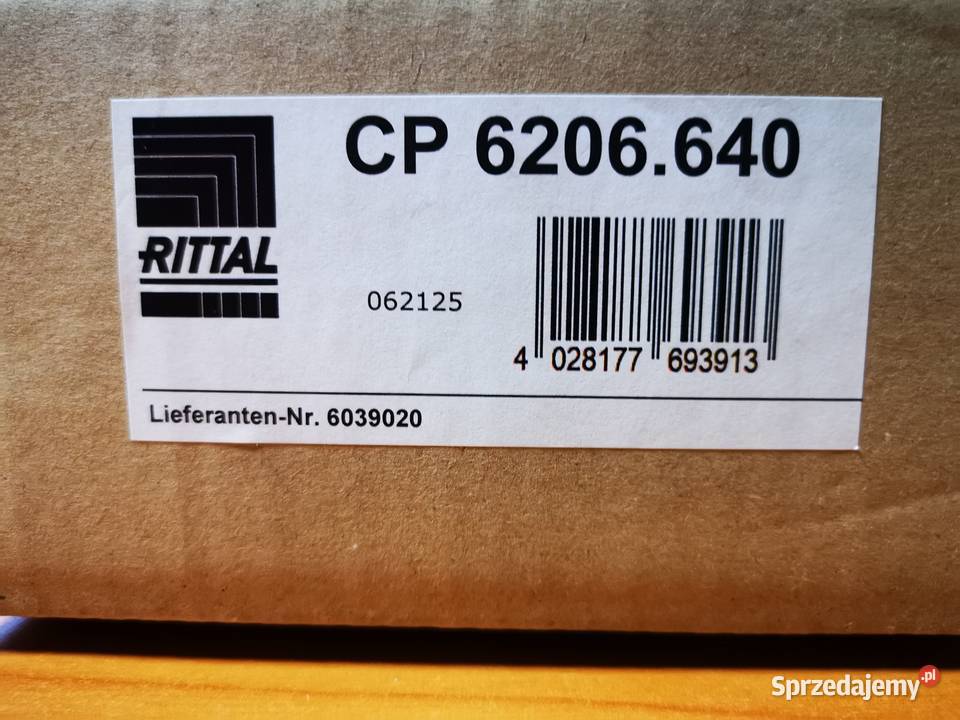 CP 6206.640
RITTAL
062125
4 028177 693913
Lieferanten-Nr. 6039020
Sprzedajemy.pl